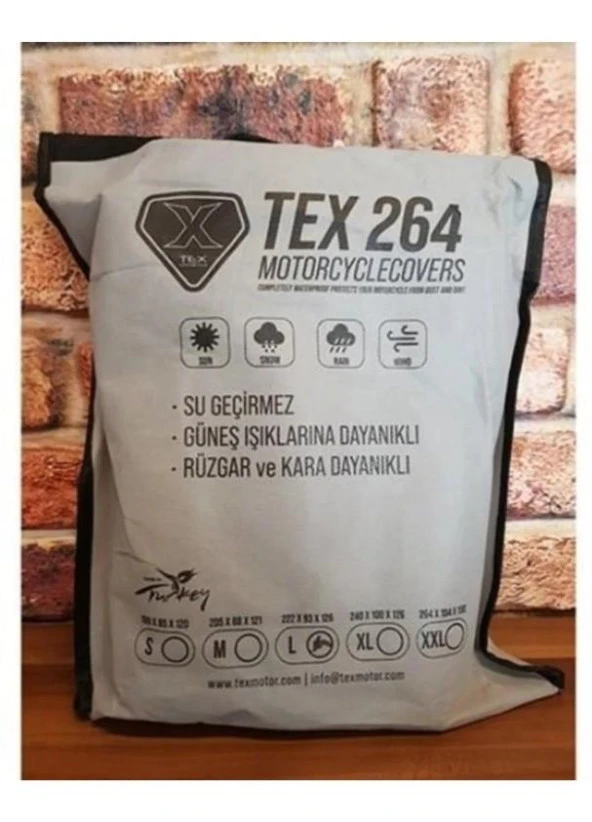 X
TEX
TEX 264
MOTORCYCLECOVERS
COMPLETELY WATERPROOF PROTECTS YOUR MOTORCYCLE FROM DUST AND DIRT
SUN SNOW RAIN WIND
· SU GEÇİRMEZ
· GÜNEŞ IŞIKLARINA DAYANIKLI
· RÜZGAR ve KARA DAYANIKLI
Turkey
205 X 88 X 121 222 X 93 X 126 240 X 100 X 126
S M L XL XXL
www.texmotor.com | info@texmotor.com